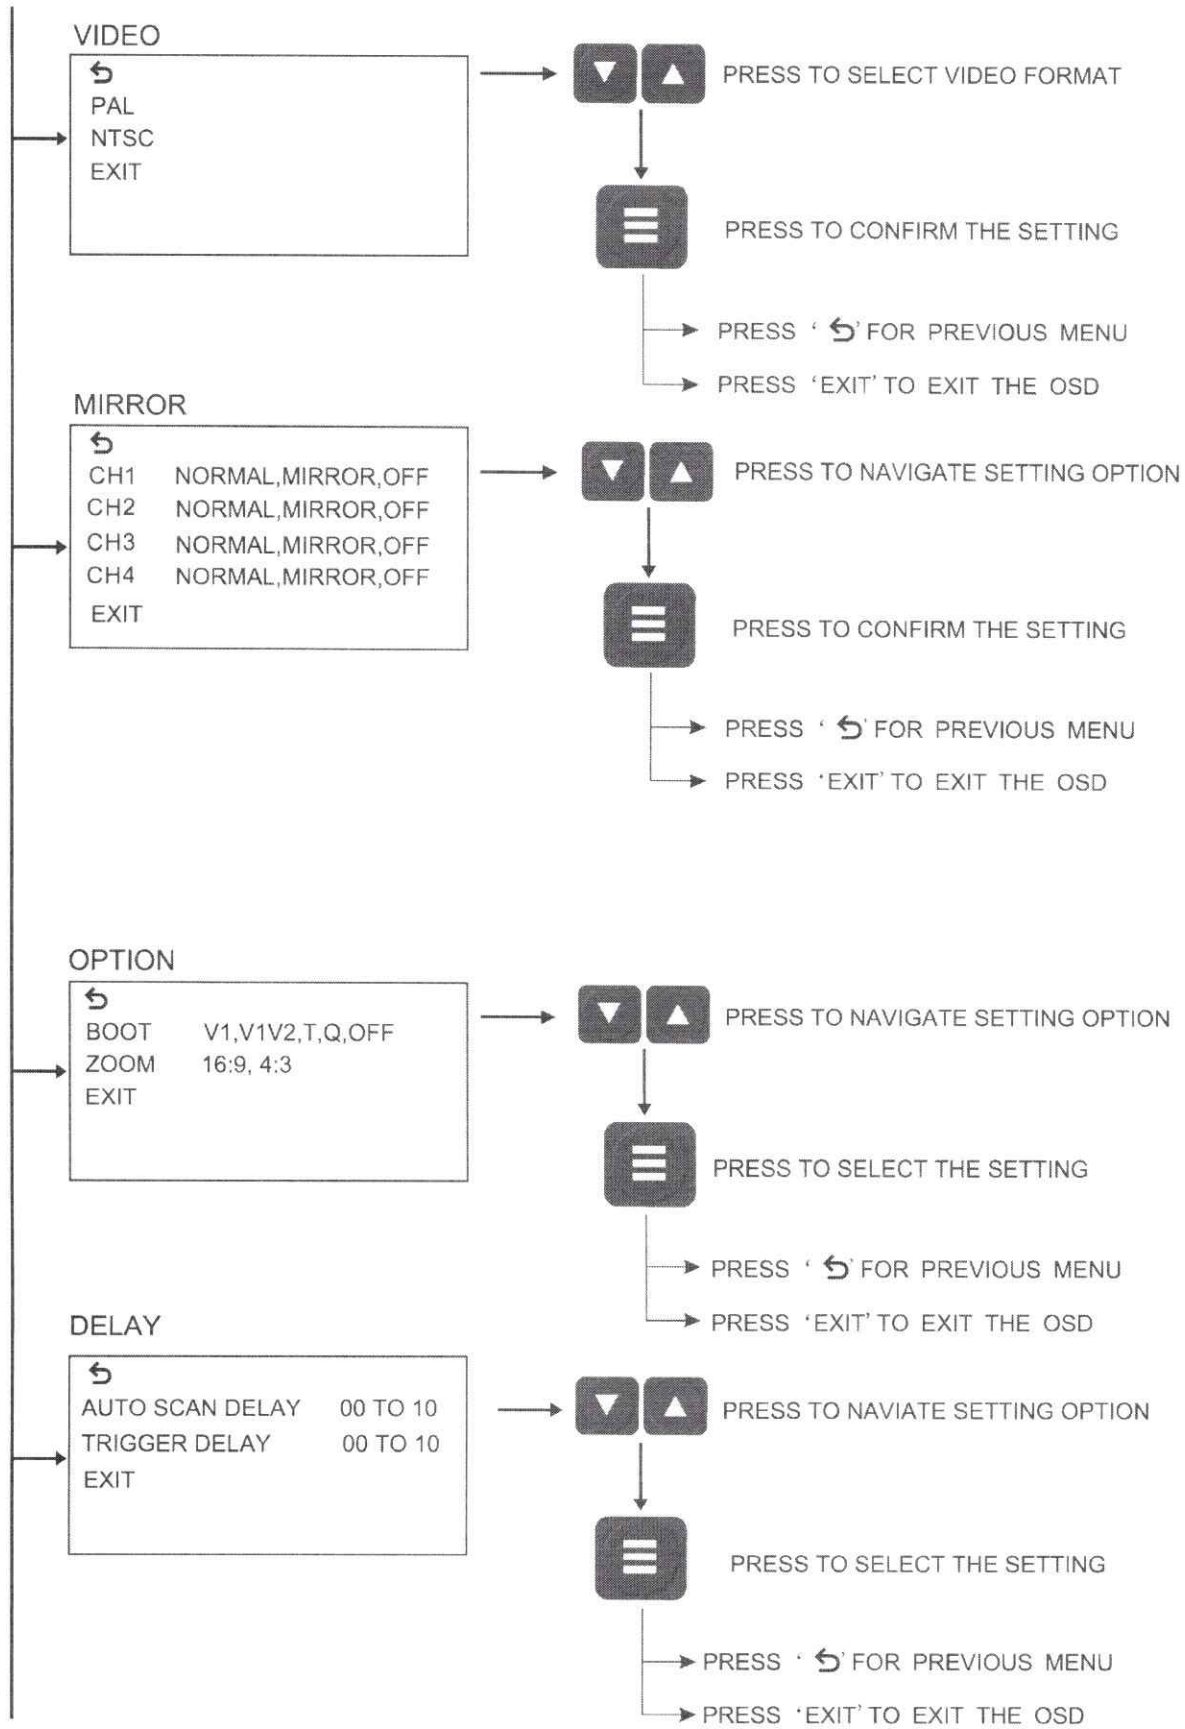 VIDEO
PAL
NTSC
EXIT
PRESS TO SELECT VIDEO FORMAT
PRESS TO CONFIRM THE SETTING
PRESS ‘ ⮌’ FOR PREVIOUS MENU
PRESS ‘EXIT’ TO EXIT THE OSD
MIRROR
CH1 NORMAL,MIRROR,OFF
CH2 NORMAL,MIRROR,OFF
CH3 NORMAL,MIRROR,OFF
CH4 NORMAL,MIRROR,OFF
EXIT
PRESS TO NAVIGATE SETTING OPTION
PRESS TO CONFIRM THE SETTING
PRESS ‘ ⮌’ FOR PREVIOUS MENU
PRESS ‘EXIT’ TO EXIT THE OSD
OPTION
BOOT V1,V1V2,T,Q,OFF
ZOOM 16:9, 4:3
EXIT
PRESS TO NAVIGATE SETTING OPTION
PRESS TO SELECT THE SETTING
PRESS ‘ ⮌’ FOR PREVIOUS MENU
PRESS ‘EXIT’ TO EXIT THE OSD
DELAY
AUTO SCAN DELAY 00 TO 10
TRIGGER DELAY 00 TO 10
EXIT
PRESS TO NAVIATE SETTING OPTION
PRESS TO SELECT THE SETTING
PRESS ‘ ⮌’ FOR PREVIOUS MENU
PRESS ‘EXIT’ TO EXIT THE OSD